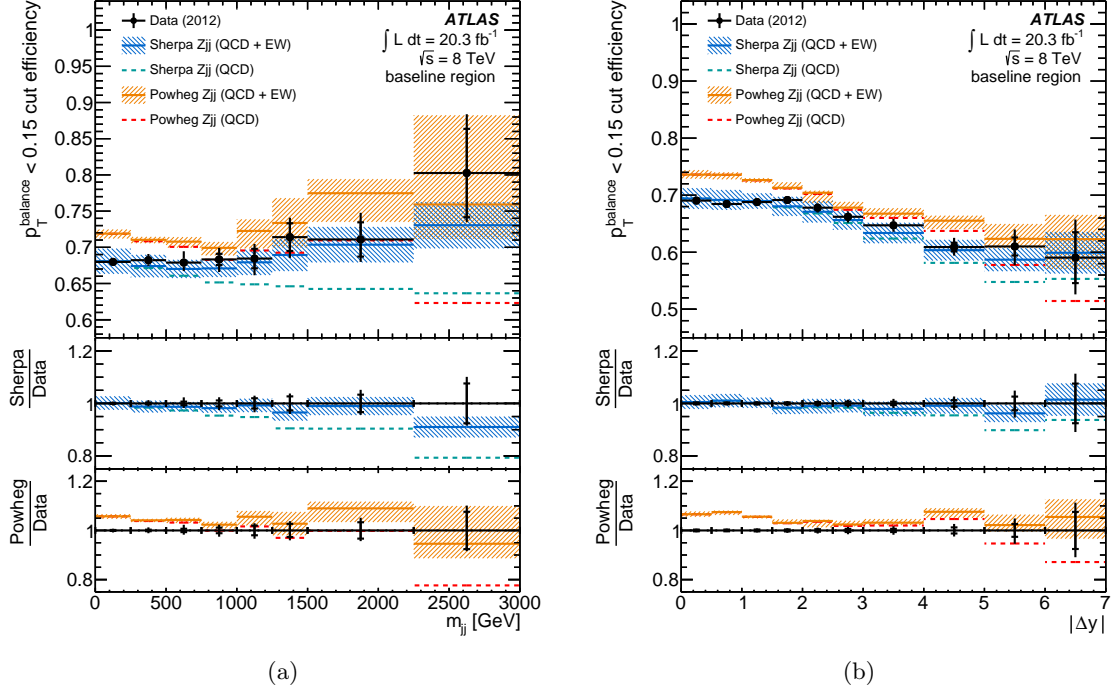 ATLAS
∫ L dt = 20.3 fb⁻¹
√s = 8 TeV
baseline region
Data (2012)
Sherpa Zjj (QCD + EW)
Sherpa Zjj (QCD)
Powheg Zjj (QCD + EW)
Powheg Zjj (QCD)
p_T^balance < 0.15 cut efficiency
1
0.95
0.9
0.85
0.8
0.75
0.7
0.65
0.6
Sherpa
Data
1.2
1
0.8
Powheg
Data
1.2
1
0.8
0 500 1000 1500 2000 2500 3000
m_jj [GeV]
(a)
ATLAS
∫ L dt = 20.3 fb⁻¹
√s = 8 TeV
baseline region
Data (2012)
Sherpa Zjj (QCD + EW)
Sherpa Zjj (QCD)
Powheg Zjj (QCD + EW)
Powheg Zjj (QCD)
p_T^balance < 0.15 cut efficiency
1
0.9
0.8
0.7
0.6
0.5
Sherpa
Data
1.2
1
0.8
Powheg
Data
1.2
1
0.8
0 1 2 3 4 5 6 7
|Δy|
(b)